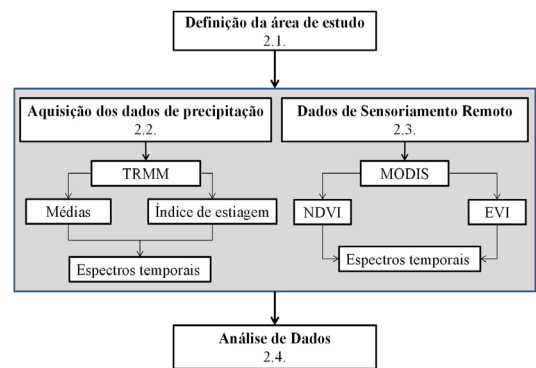 Definição da área de estudo
2.1.
Aquisição dos dados de precipitação
2.2.
TRMM
Médias
Índice de estiagem
Espectros temporais
Dados de Sensoriamento Remoto
2.3.
MODIS
NDVI
EVI
Espectros temporais
Análise de Dados
2.4.